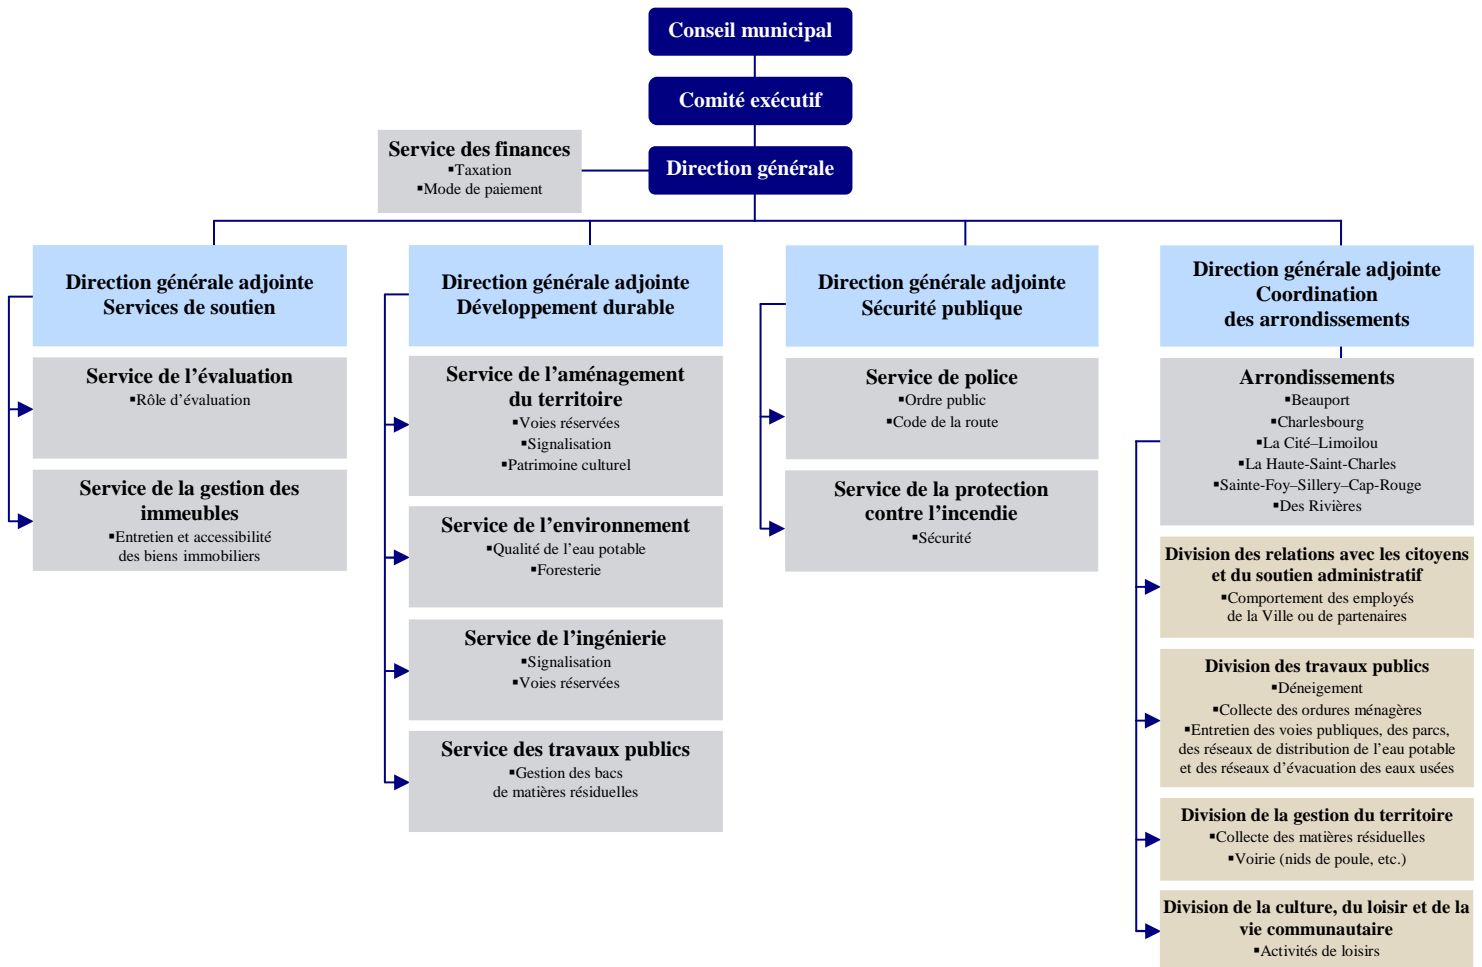 Conseil municipal
Comité exécutif
Service des finances
▪Taxation
▪Mode de paiement
Direction générale
Direction générale adjointe
Services de soutien
Service de l’évaluation
▪Rôle d’évaluation
Service de la gestion des
immeubles
▪Entretien et accessibilité
des biens immobiliers
Direction générale adjointe
Développement durable
Service de l’aménagement
du territoire
▪Voies réservées
▪Signalisation
▪Patrimoine culturel
Service de l’environnement
▪Qualité de l’eau potable
▪Foresterie
Service de l’ingénierie
▪Signalisation
▪Voies réservées
Service des travaux publics
▪Gestion des bacs
de matières résiduelles
Direction générale adjointe
Sécurité publique
Service de police
▪Ordre public
▪Code de la route
Service de la protection
contre l’incendie
▪Sécurité
Direction générale adjointe
Coordination
des arrondissements
Arrondissements
▪Beauport
▪Charlesbourg
▪La Cité–Limoilou
▪La Haute-Saint-Charles
▪Sainte-Foy–Sillery–Cap-Rouge
▪Des Rivières
Division des relations avec les citoyens
et du soutien administratif
▪Comportement des employés
de la Ville ou de partenaires
Division des travaux publics
▪Déneigement
▪Collecte des ordures ménagères
▪Entretien des voies publiques, des parcs,
des réseaux de distribution de l’eau potable
et des réseaux d’évacuation des eaux usées
Division de la gestion du territoire
▪Collecte des matières résiduelles
▪Voirie (nids de poule, etc.)
Division de la culture, du loisir et de la
vie communautaire
▪Activités de loisirs